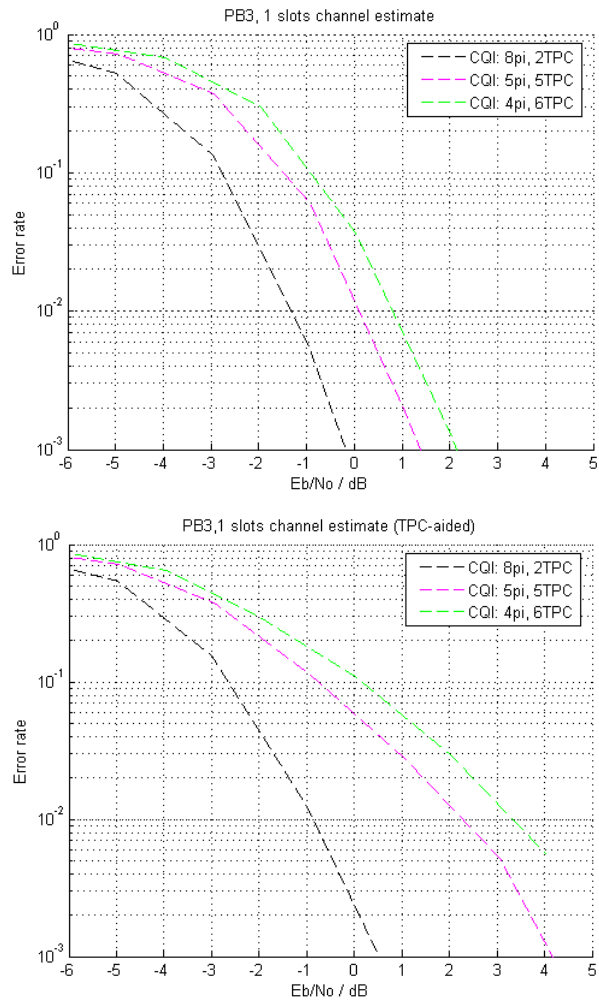 PB3, 1 slots channel estimate
10^0
10^-1
10^-2
10^-3
Error rate
CQI: 8pi, 2TPC
CQI: 5pi, 5TPC
CQI: 4pi, 6TPC
-6 -5 -4 -3 -2 -1 0 1 2 3 4 5
Eb/No / dB
PB3,1 slots channel estimate (TPC-aided)
10^0
10^-1
10^-2
10^-3
Error rate
CQI: 8pi, 2TPC
CQI: 5pi, 5TPC
CQI: 4pi, 6TPC
-6 -5 -4 -3 -2 -1 0 1 2 3 4 5
Eb/No / dB